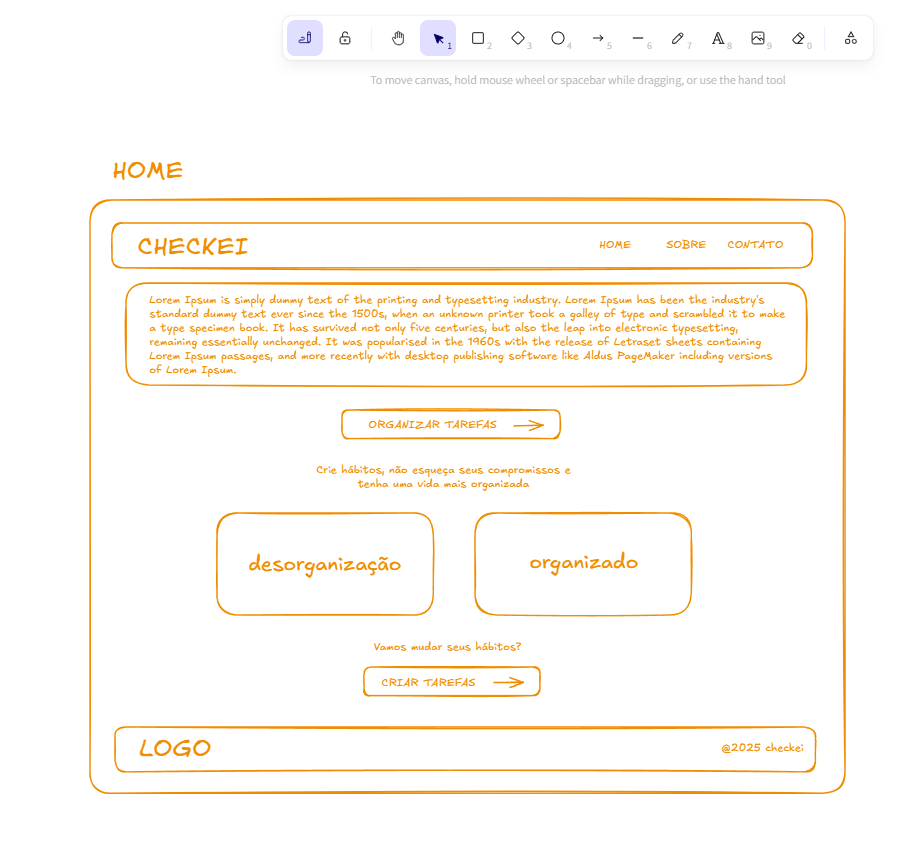 1 2 3 4 5 6 7 8 9 0
To move canvas, hold mouse wheel or spacebar while dragging, or use the hand tool
HOME
CHECKEI HOME SOBRE CONTATO
Lorem Ipsum is simply dummy text of the printing and typesetting industry. Lorem Ipsum has been the industry's
standard dummy text ever since the 1500s, when an unknown printer took a galley of type and scrambled it to make
a type specimen book. It has survived not only five centuries, but also the leap into electronic typesetting,
remaining essentially unchanged. It was popularised in the 1960s with the release of Letraset sheets containing
Lorem Ipsum passages, and more recently with desktop publishing software like Aldus PageMaker including versions
of Lorem Ipsum.
ORGANIZAR TAREFAS
Crie hábitos, não esqueça seus compromissos e
tenha uma vida mais organizada
desorganização organizado
Vamos mudar seus hábitos?
CRIAR TAREFAS
LOGO @2025 checkei